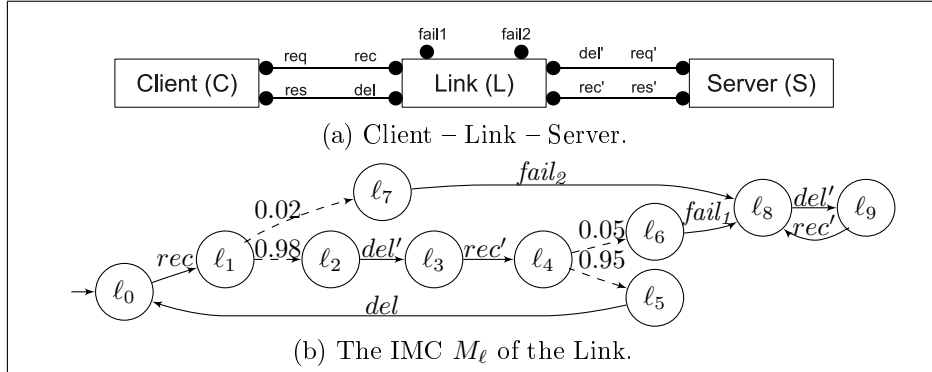 fail1 fail2
req rec del' req'
Client (C) Link (L) Server (S)
res del rec' res'
(a) Client – Link – Server.
fail₂
ℓ₇ ℓ₈ del' ℓ₉
0.02 0.05 ℓ₆ fail₁ rec'
rec ℓ₁ 0.98 ℓ₂ del' ℓ₃ rec' ℓ₄ 0.95
ℓ₀ del ℓ₅
(b) The IMC Mℓ of the Link.